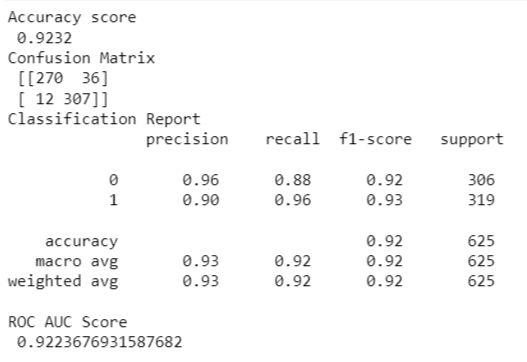 Accuracy score
0.9232
Confusion Matrix
[[270  36]
[ 12 307]]
Classification Report
precision    recall  f1-score   support
0       0.96      0.88      0.92       306
1       0.90      0.96      0.93       319
accuracy                           0.92       625
macro avg       0.93      0.92      0.92       625
weighted avg       0.93      0.92      0.92       625
ROC AUC Score
0.9223676931587682